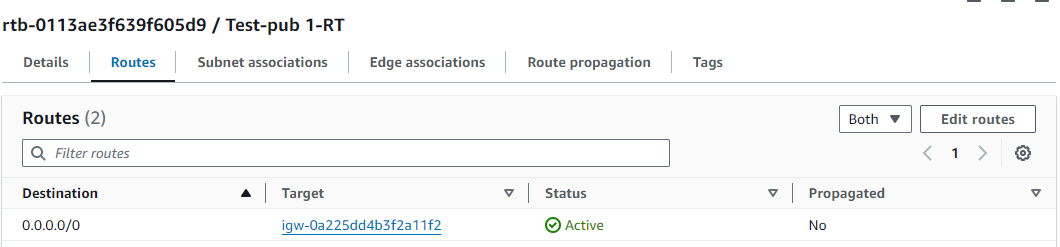 rtb-0113ae3f639f605d9 / Test-pub 1-RT
Details Routes Subnet associations Edge associations Route propagation Tags
Routes (2) Both Edit routes
Filter routes 1
Destination Target Status Propagated
0.0.0.0/0 igw-0a225dd4b3f2a11f2 Active No